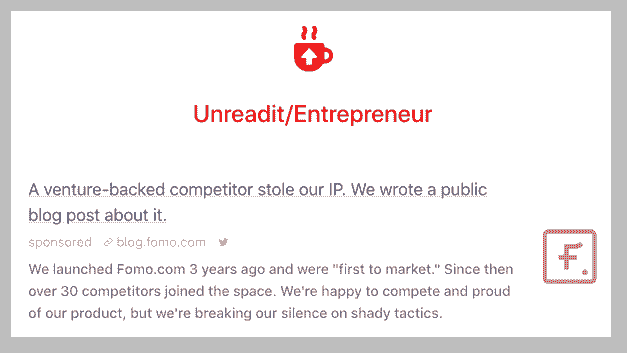 Unreadit/Entrepreneur
A venture-backed competitor stole our IP. We wrote a public
blog post about it.
sponsored blog.fomo.com
We launched Fomo.com 3 years ago and were "first to market." Since then
over 30 competitors joined the space. We're happy to compete and proud
of our product, but we're breaking our silence on shady tactics.
F.